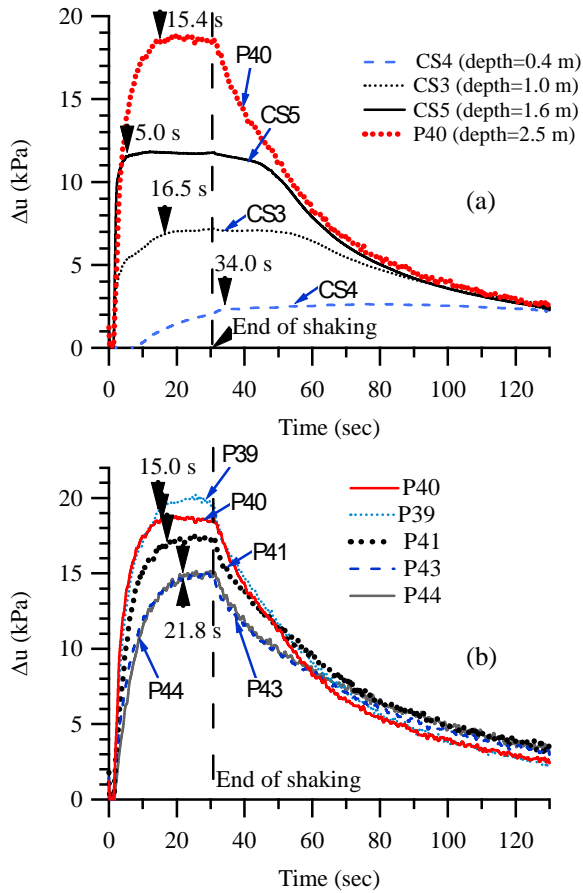 15.4 s
20
P40
CS4 (depth=0.4 m)
CS3 (depth=1.0 m)
CS5 (depth=1.6 m)
P40 (depth=2.5 m)
15
CS5
5.0 s
Δu (kPa)
10
16.5 s
(a)
CS3
34.0 s
5
CS4
End of shaking
0
0 20 40 60 80 100 120
Time (sec)
P39
15.0 s
20
P40
P40
P39
P41
P41
P43
15
P44
Δu (kPa)
21.8 s
10
P44
P43
(b)
5
End of shaking
0
0 20 40 60 80 100 120
Time (sec)